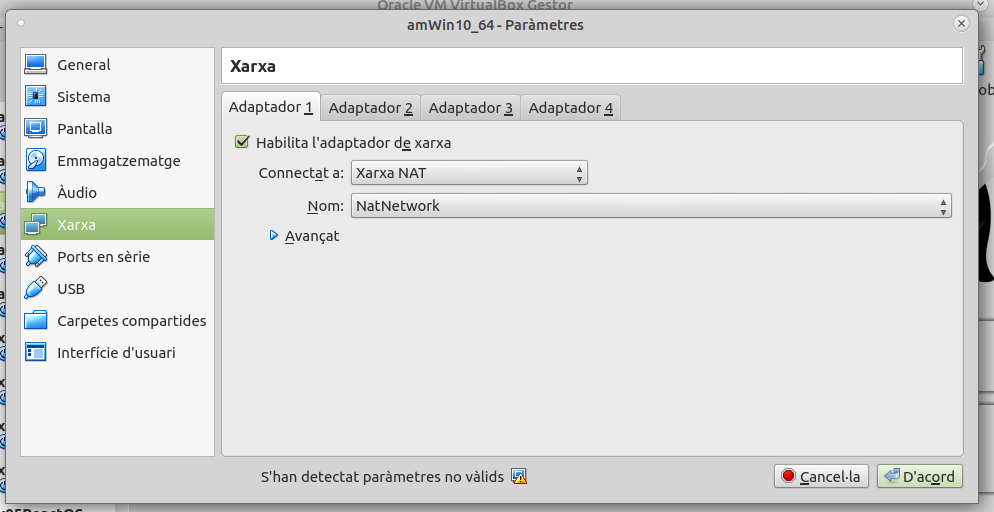 Oracle VM VirtualBox Gestor
amWin10_64 - Paràmetres
General
Sistema
Pantalla
Emmagatzematge
Àudio
Xarxa
Ports en sèrie
USB
Carpetes compartides
Interfície d'usuari
Xarxa
Adaptador 1 Adaptador 2 Adaptador 3 Adaptador 4
Habilita l'adaptador de xarxa
Connectat a: Xarxa NAT
Nom: NatNetwork
Avançat
S'han detectat paràmetres no vàlids
Cancel·la D'acord